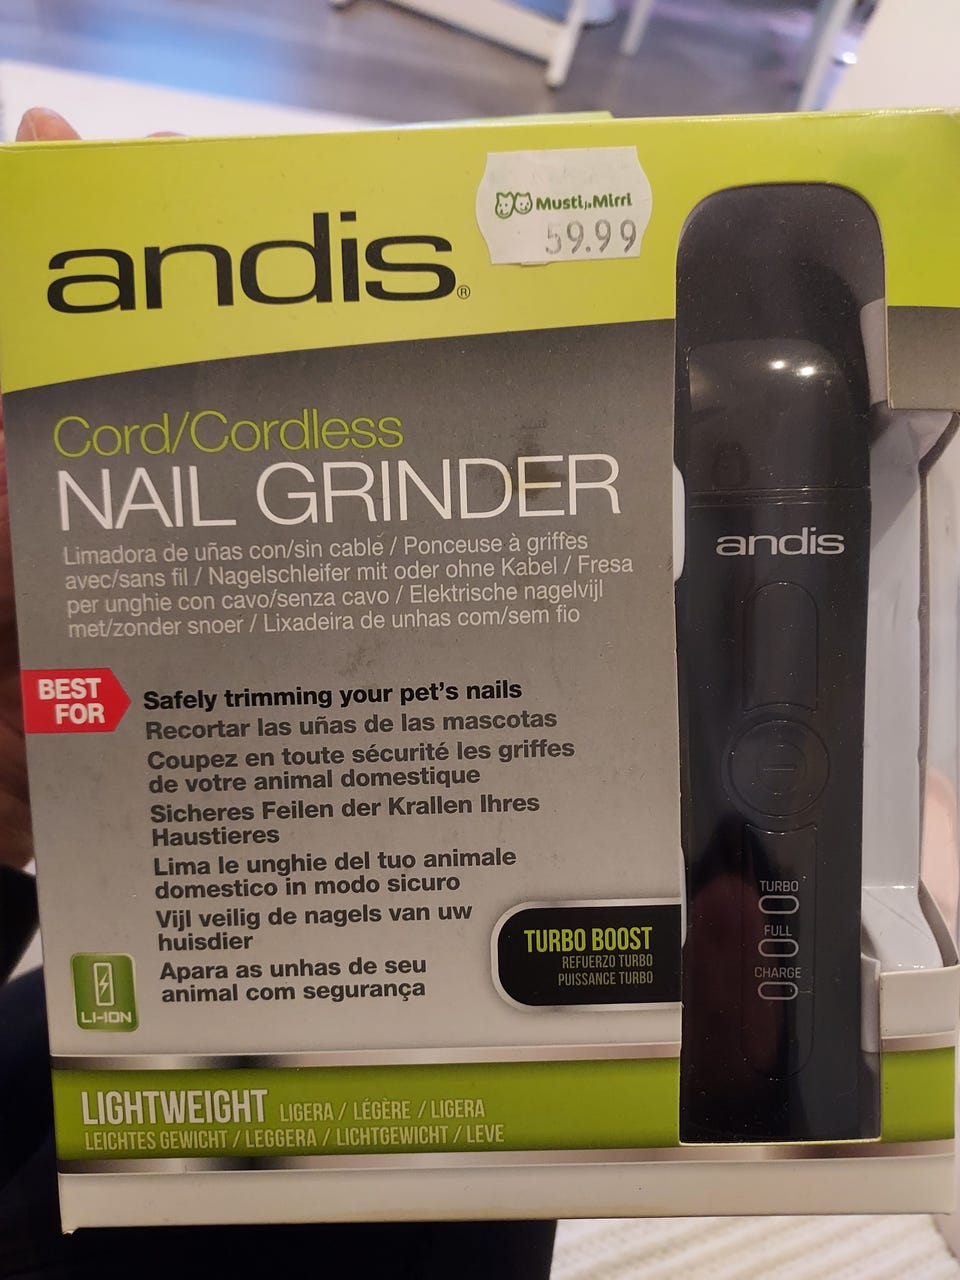 Musti ja Mirri
59.99
andis®
Cord/Cordless
NAIL GRINDER
Limadora de uñas con/sin cable / Ponceuse à griffes
avec/sans fil / Nagelschleifer mit oder ohne Kabel / Fresa
per unghie con cavo/senza cavo / Elektrische nagelvijl
met/zonder snoer / Lixadeira de unhas com/sem fio
BEST
FOR
Safely trimming your pet's nails
Recortar las uñas de las mascotas
Coupez en toute sécurité les griffes
de votre animal domestique
Sicheres Feilen der Krallen Ihres
Haustieres
Lima le unghie del tuo animale
domestico in modo sicuro
Vijl veilig de nagels van uw
huisdier
Apara as unhas de seu
animal com segurança
LI-ION
TURBO BOOST
REFUERZO TURBO
PUISSANCE TURBO
LIGHTWEIGHT LIGERA / LÉGÈRE / LIGERA
LEICHTES GEWICHT / LEGGERA / LICHTGEWICHT / LEVE
andis
TURBO
FULL
CHARGE